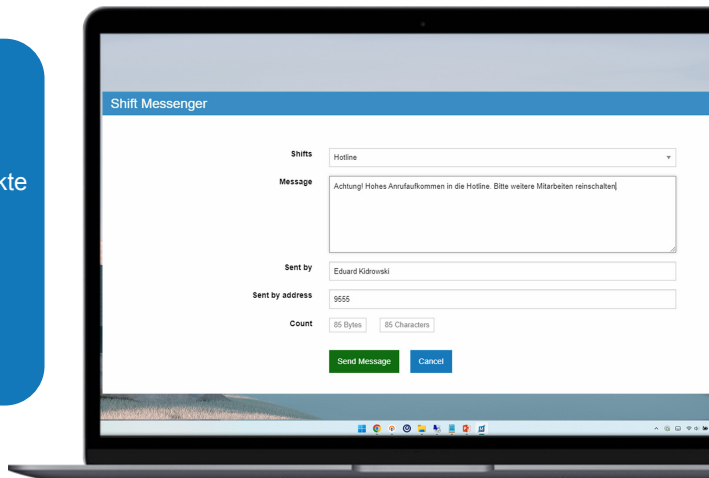 kte
Shift Messenger
Shifts
Hotline
Message
Achtung! Hohes Anrufaufkommen in die Hotline. Bitte weitere Mitarbeiten reinschalten
Sent by
Eduard Kidrowski
Sent by address
9555
Count
85 Bytes
85 Characters
Send Message
Cancel